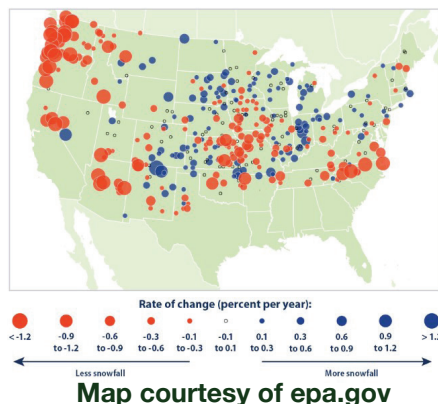 Rate of change (percent per year):
< -1.2 -0.9 -0.6 -0.3 -0.1 -0.1 0.1 0.3 0.6 0.9 > 1.2
to -1.2 to -0.9 to -0.6 to -0.3 to 0.1 to 0.3 to 0.6 to 0.9 to 1.2
Less snowfall More snowfall
Map courtesy of epa.gov